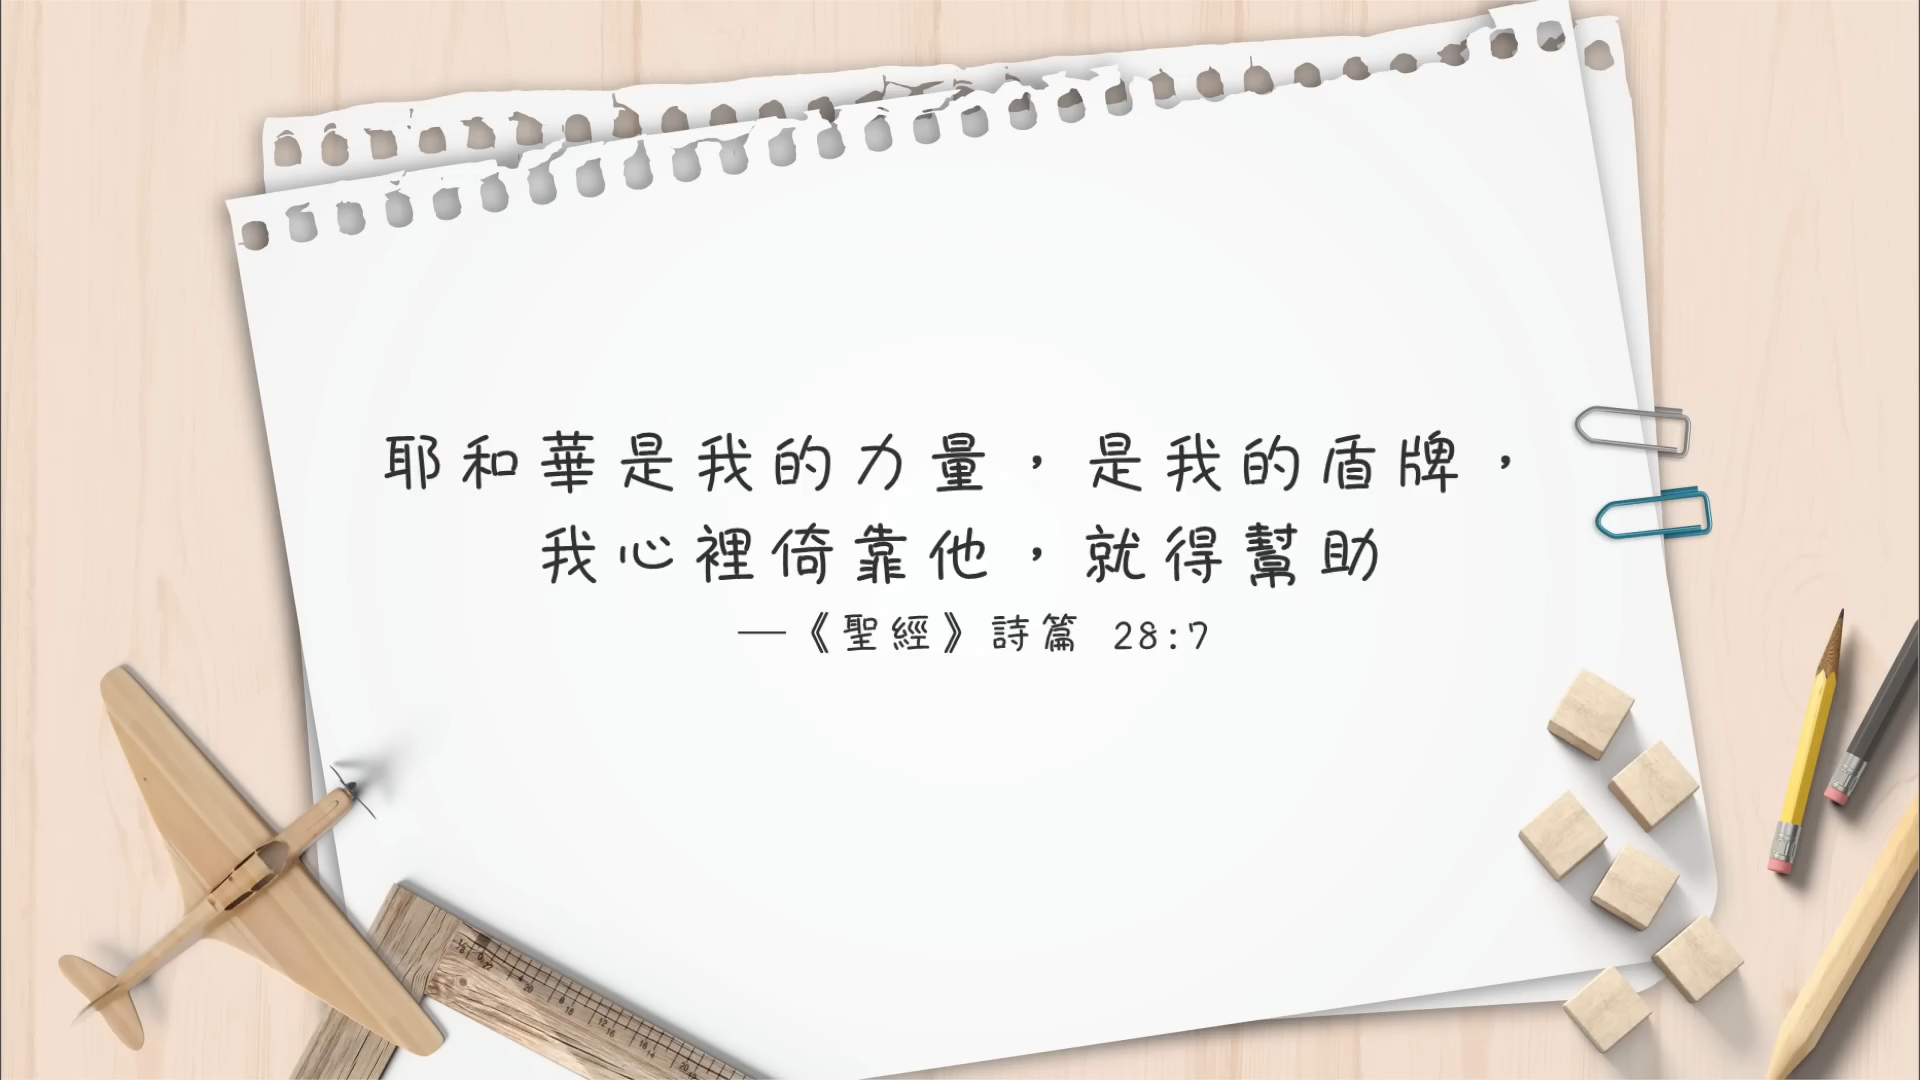 耶和華是我的力量，是我的盾牌，
我心裡倚靠他，就得幫助
—《聖經》詩篇 28:7